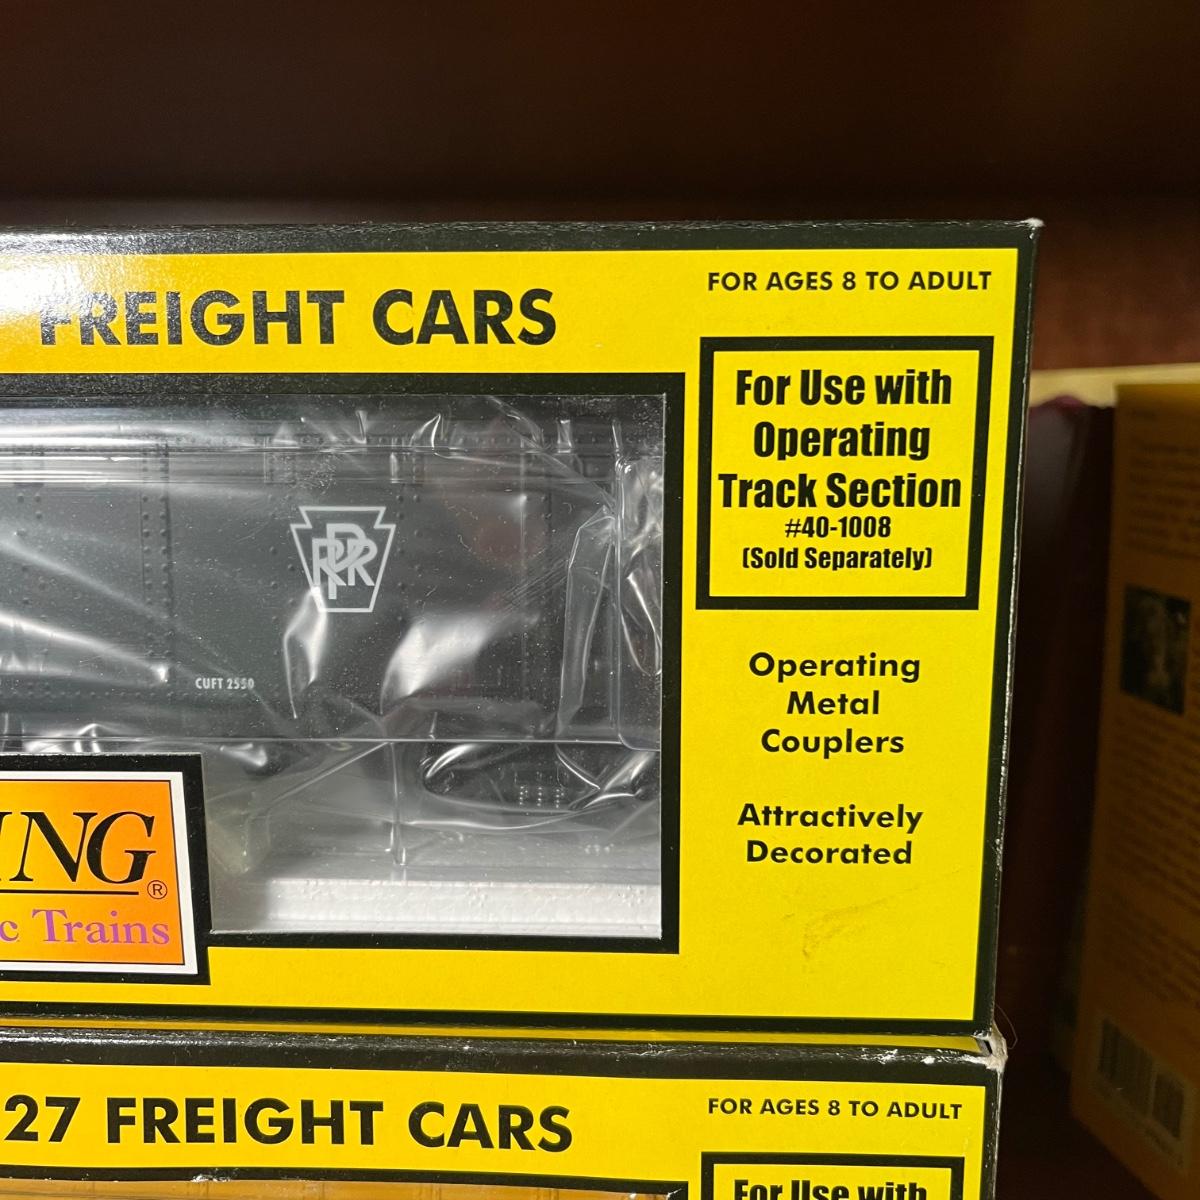 FREIGHT CARS
FOR AGES 8 TO ADULT
For Use with
Operating
Track Section
#40-1008
(Sold Separately)
PRR
CUFT 2550
Operating
Metal
Couplers
Attractively
Decorated
ING®
c Trains
27 FREIGHT CARS
FOR AGES 8 TO ADULT
For Use with